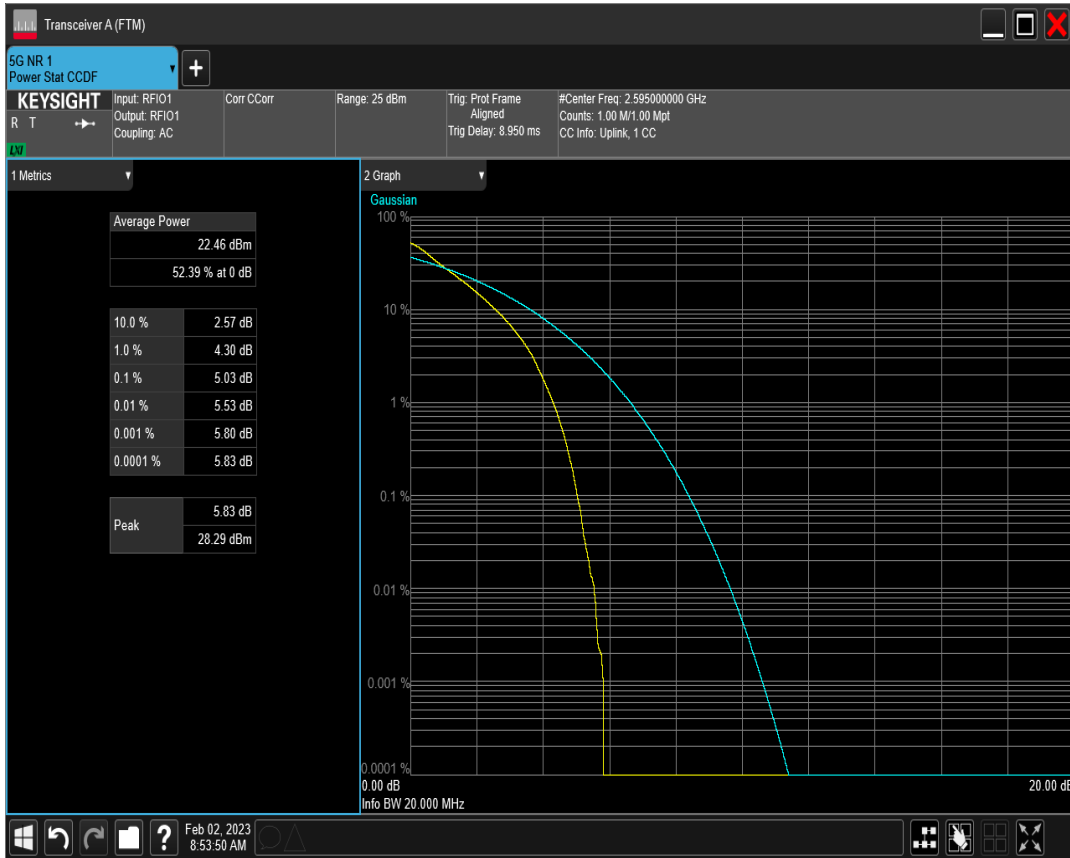 Transceiver A (FTM)
5G NR 1
Power Stat CCDF
KEYSIGHT
R T
LXI
Input: RFIO1
Output: RFIO1
Coupling: AC
Corr CCorr
Range: 25 dBm
Trig: Prot Frame
Aligned
Trig Delay: 8.950 ms
#Center Freq: 2.595000000 GHz
Counts: 1.00 M/1.00 Mpt
CC Info: Uplink, 1 CC
1 Metrics
Average Power
22.46 dBm
52.39 % at 0 dB
10.0 % 2.57 dB
1.0 % 4.30 dB
0.1 % 5.03 dB
0.01 % 5.53 dB
0.001 % 5.80 dB
0.0001 % 5.83 dB
Peak
5.83 dB
28.29 dBm
2 Graph
Gaussian
100 %
10 %
1 %
0.1 %
0.01 %
0.001 %
0.0001 %
0.00 dB
20.00 dB
Info BW 20.000 MHz
?
Feb 02, 2023
8:53:50 AM